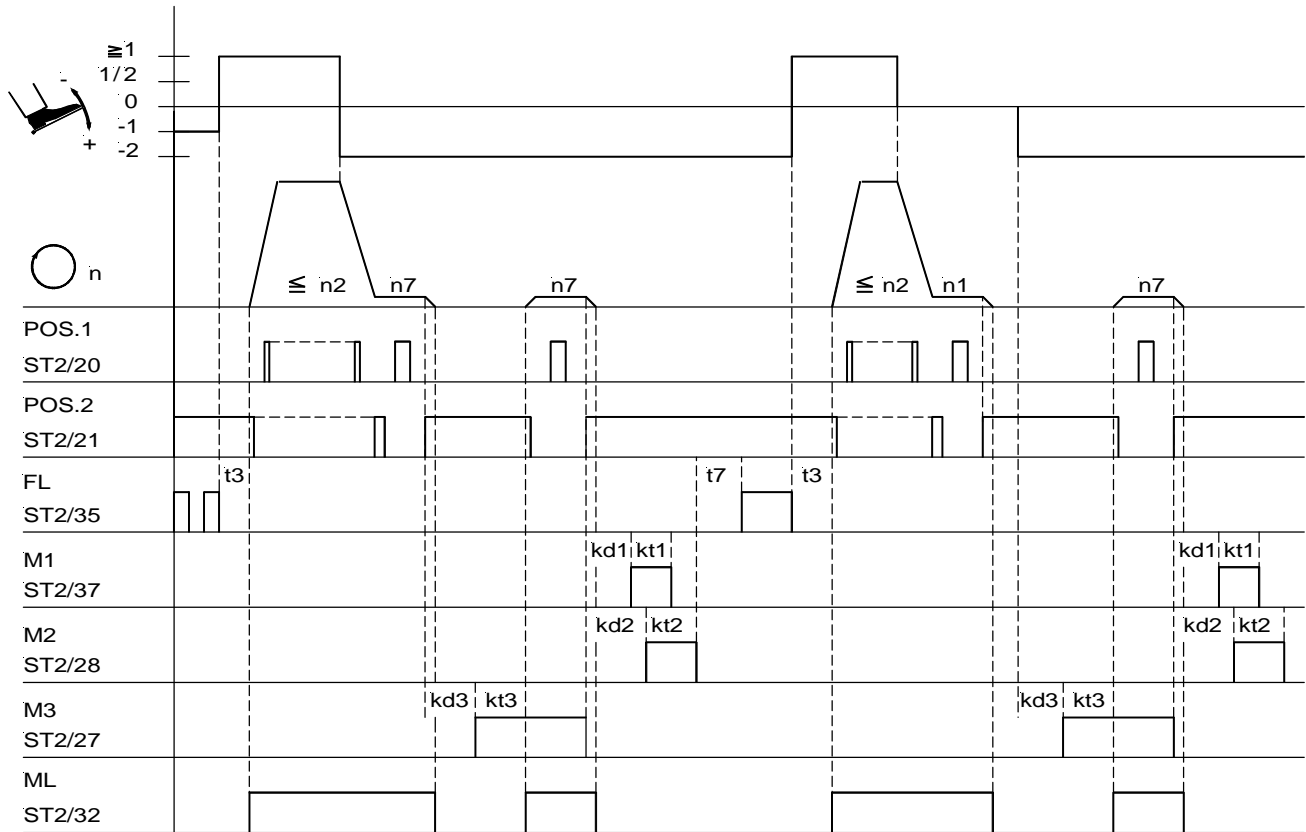 ≧1
1/2
0
-1
-2
-
+
n
≦ n2 n7 n7 ≦ n2 n1 n7
POS.1
ST2/20
POS.2
ST2/21
FL
ST2/35
t3 t7 t3
M1
ST2/37
kd1 kt1 kd1 kt1
M2
ST2/28
kd2 kt2 kd2 kt2
M3
ST2/27
kd3 kt3 kd3 kt3
ML
ST2/32